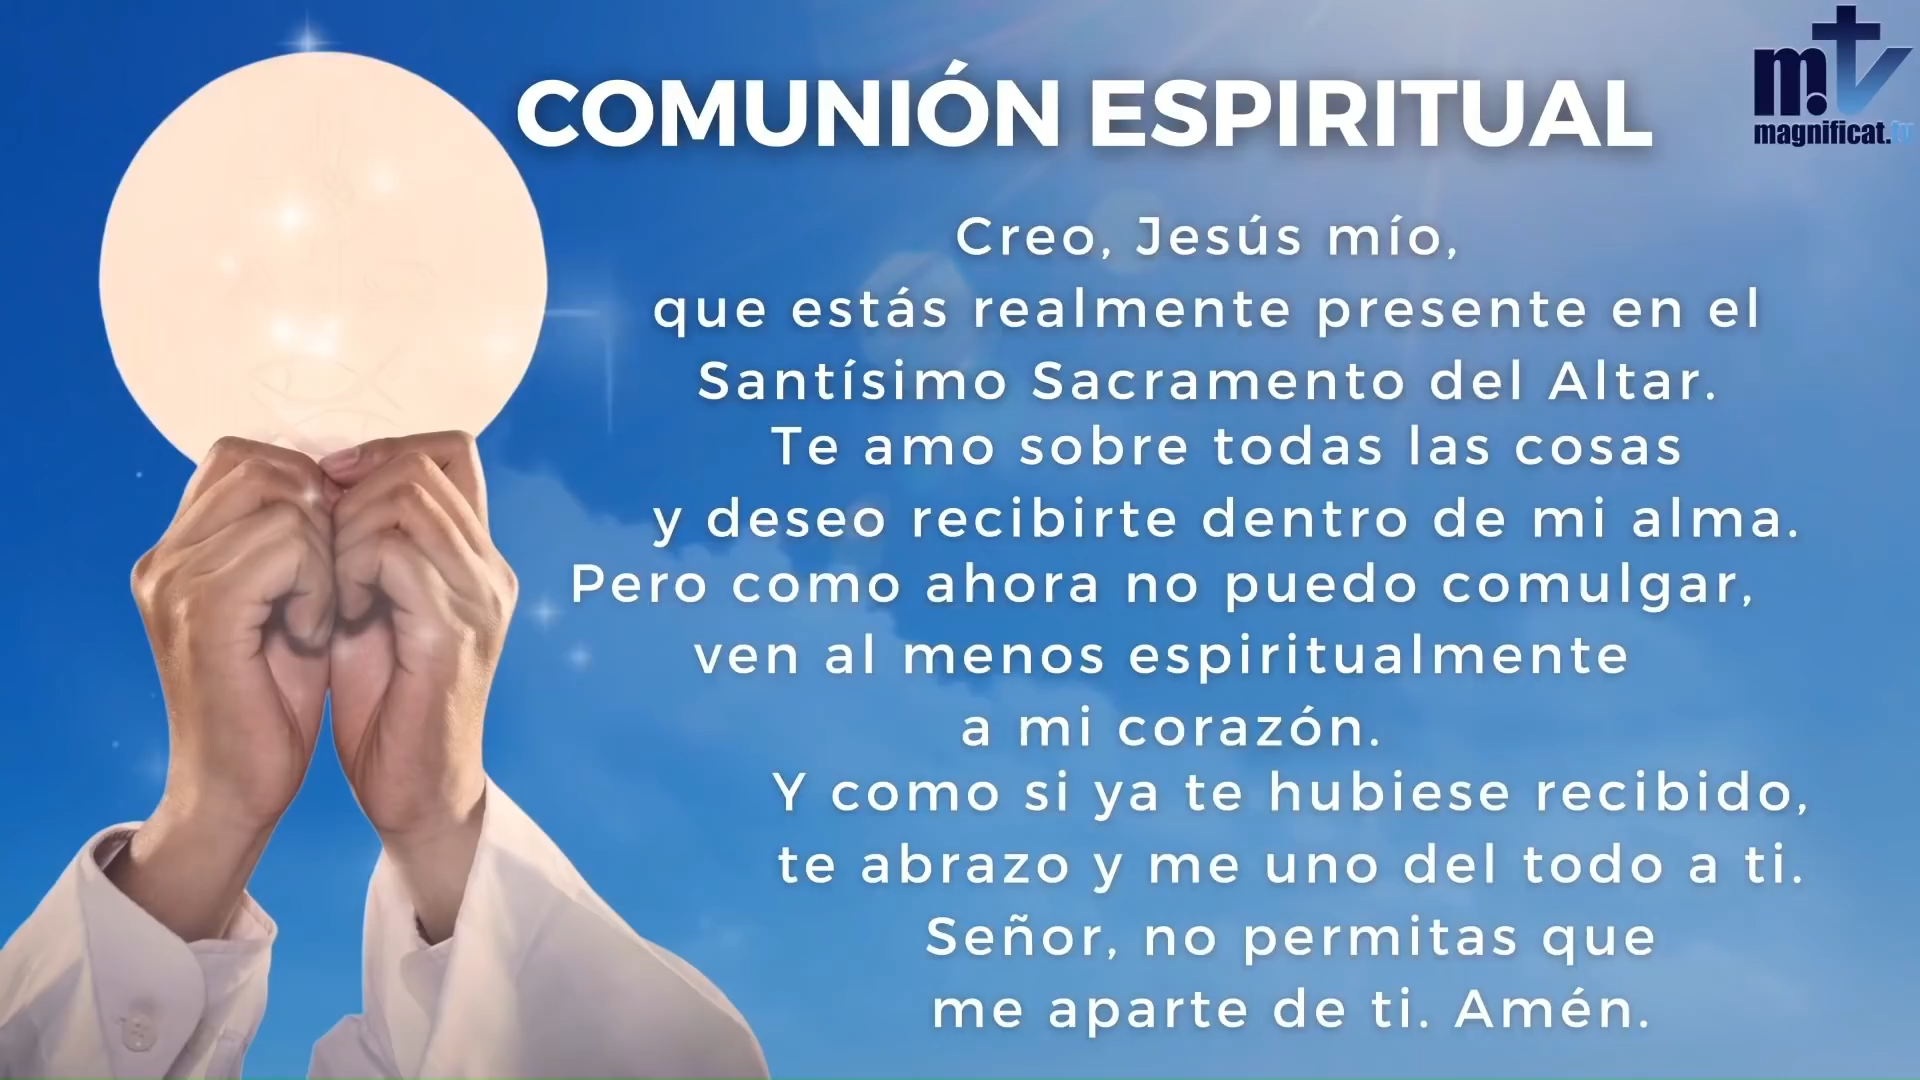 COMUNIÓN ESPIRITUAL
mtv
magnificat.tv
Creo, Jesús mío,
que estás realmente presente en el
Santísimo Sacramento del Altar.
Te amo sobre todas las cosas
y deseo recibirte dentro de mi alma.
Pero como ahora no puedo comulgar,
ven al menos espiritualmente
a mi corazón.
Y como si ya te hubiese recibido,
te abrazo y me uno del todo a ti.
Señor, no permitas que
me aparte de ti. Amén.